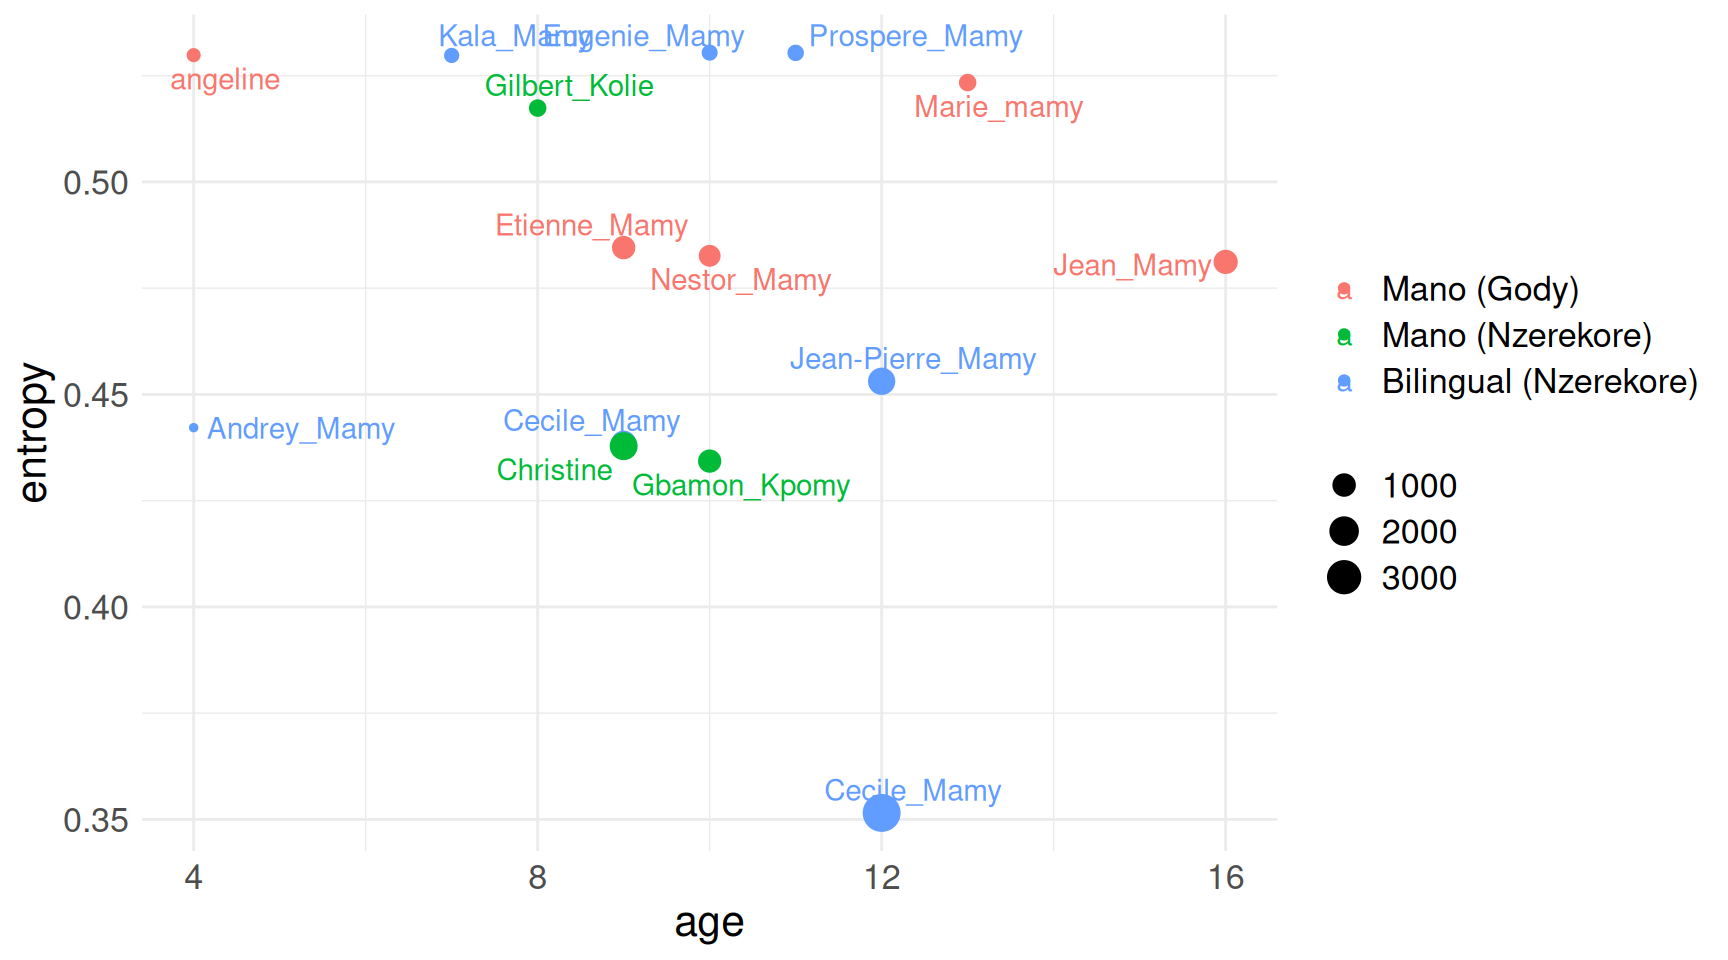 Kala_Mamy
Eugenie_Mamy
Prospere_Mamy
angeline
Gilbert_Kolie
Marie_mamy
0.50
Etienne_Mamy
Nestor_Mamy
Jean_Mamy
Jean-Pierre_Mamy
0.45
Andrey_Mamy
Cecile_Mamy
Christine
Gbamon_Kpomy
0.40
Cecile_Mamy
0.35
4 8 12 16
age
entropy
a Mano (Gody)
a Mano (Nzerekore)
a Bilingual (Nzerekore)
1000
2000
3000